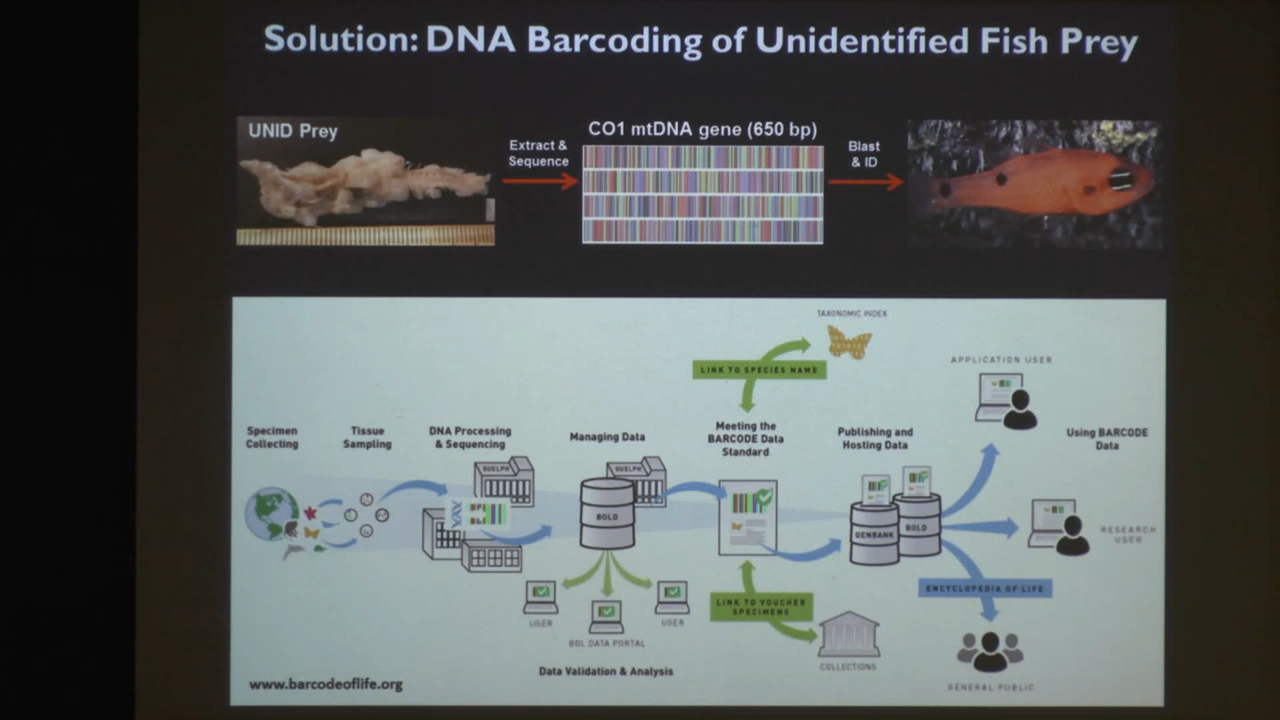 Solution: DNA Barcoding of Unidentified Fish Prey
UNID Prey
Extract &
Sequence
CO1 mtDNA gene (650 bp)
Blast
& ID
TAXONOMIC INDEX
LINK TO SPECIES NAME
APPLICATION USER
Specimen
Collecting
Tissue
Sampling
DNA Processing
& Sequencing
Managing Data
Meeting the
BARCODE Data
Standard
Publishing and
Hosting Data
Using BARCODE
Data
GUELPH
GUELPH
BOLD
GENBANK
BOLD
RESEARCH
USER
ENCYCLOPEDIA OF LIFE
LINK TO VOUCHER
SPECIMENS
USER
BOL DATA PORTAL
USER
Data Validation & Analysis
COLLECTIONS
GENERAL PUBLIC
www.barcodeoflife.org